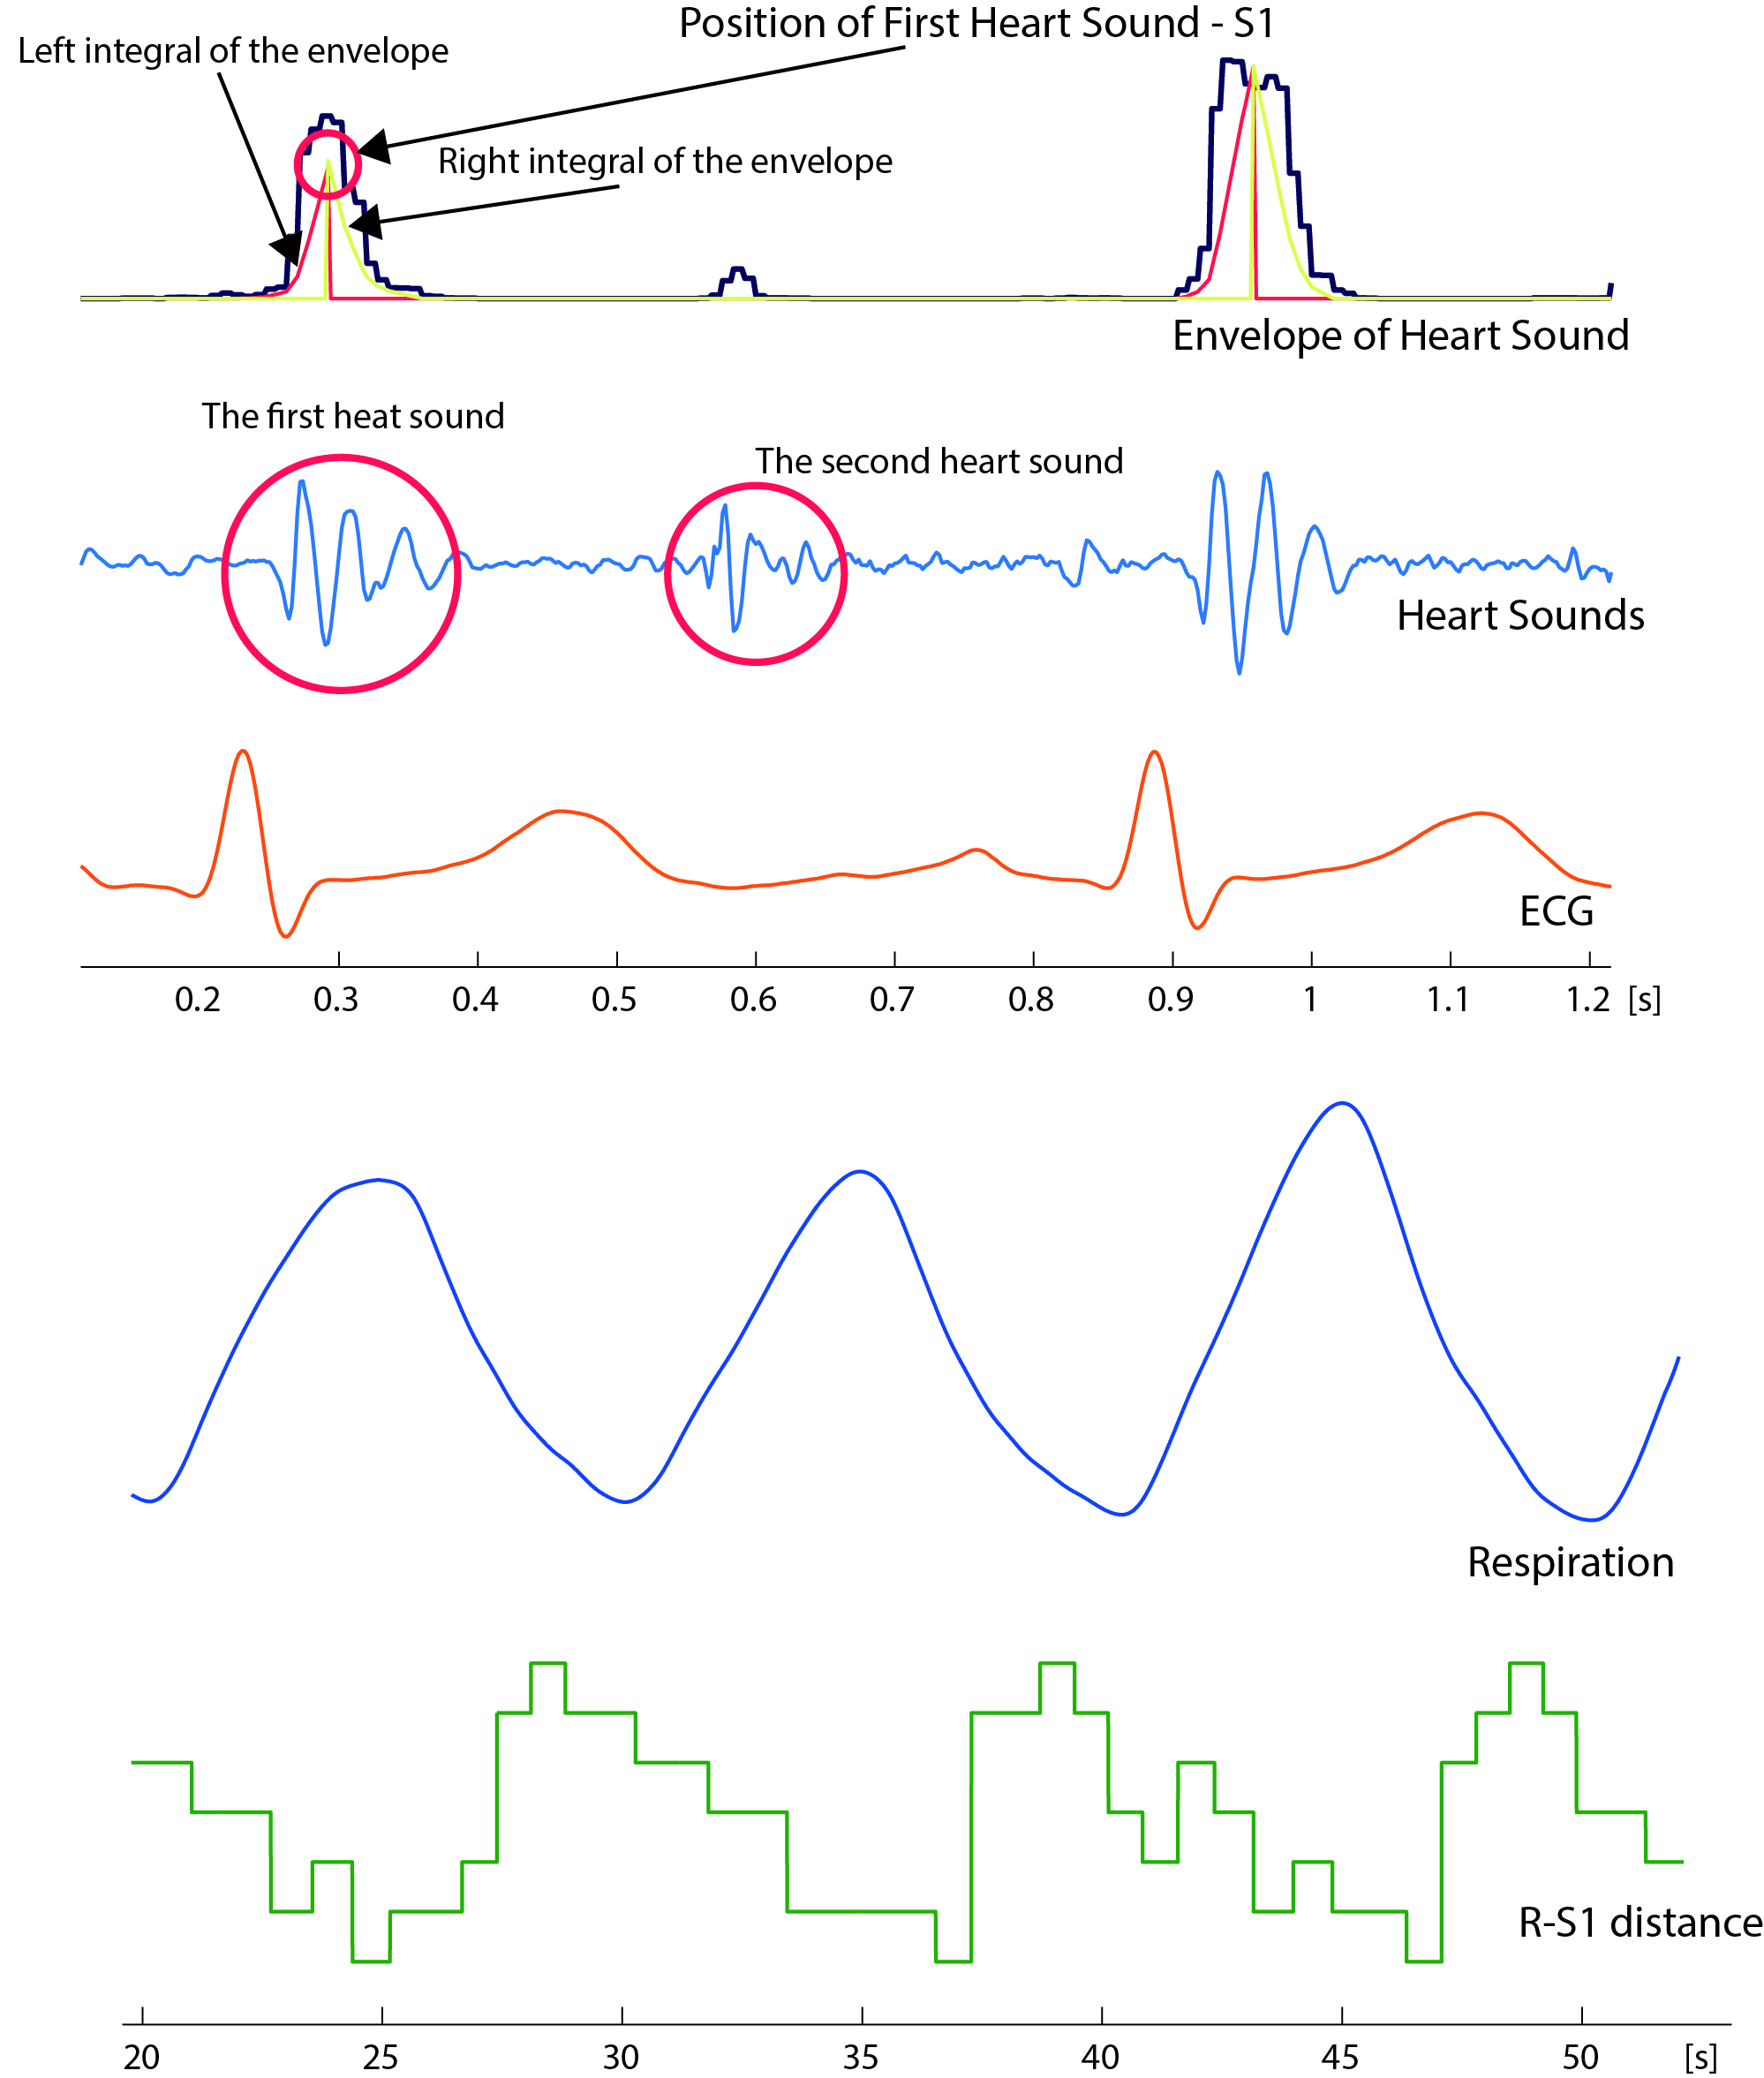 Position of First Heart Sound - S1
Left integral of the envelope
Right integral of the envelope
Envelope of Heart Sound
The first heat sound
The second heart sound
Heart Sounds
ECG
0.2 0.3 0.4 0.5 0.6 0.7 0.8 0.9 1 1.1 1.2 [s]
Respiration
R-S1 distance
20 25 30 35 40 45 50 [s]